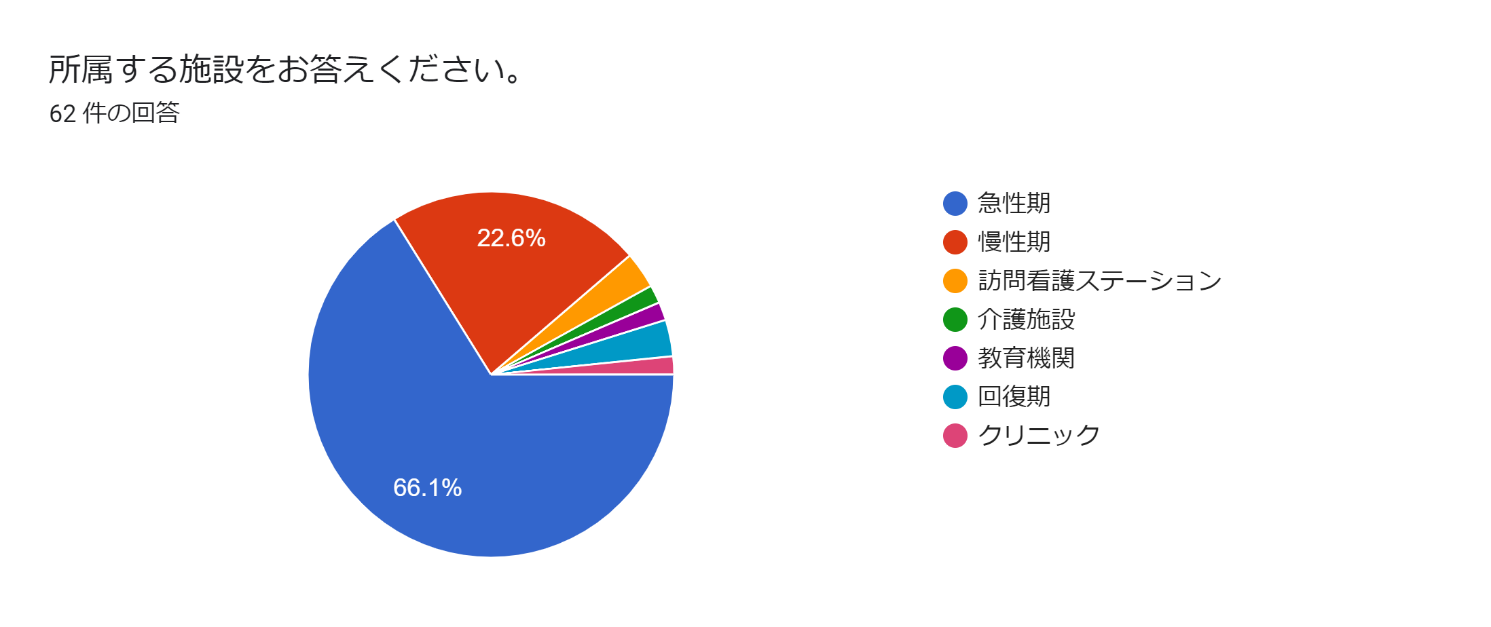 所属する施設をお答えください。
62 件の回答
22.6%
66.1%
急性期
慢性期
訪問看護ステーション
介護施設
教育機関
回復期
クリニック